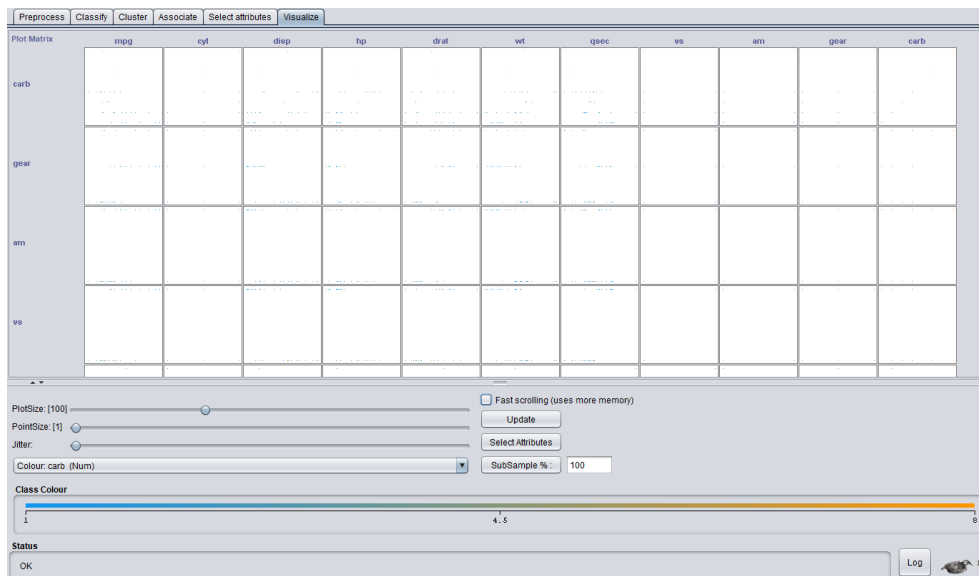 Preprocess Classify Cluster Associate Select attributes Visualize
Plot Matrix mpg cyl disp hp drat wt qsec vs am gear carb
carb
gear
am
vs
Fast scrolling (uses more memory)
PlotSize: [100]
Update
PointSize: [1]
Jitter:
Select Attributes
Colour: carb (Num)
SubSample % : 100
Class Colour
1 4.5 8
Status
OK
Log